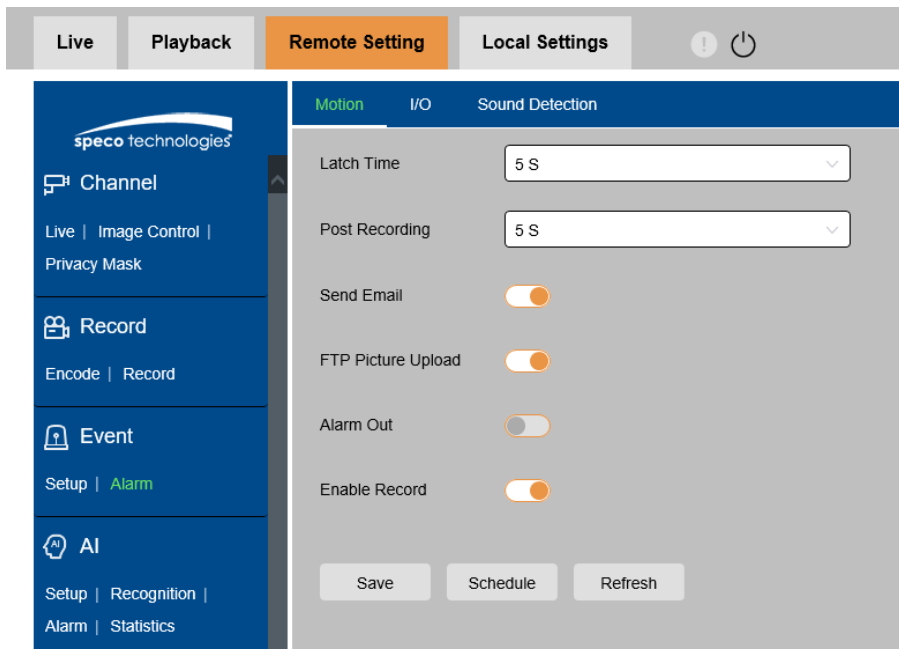 Live Playback Remote Setting Local Settings
Motion I/O Sound Detection
speco technologies
Channel
Live | Image Control |
Privacy Mask
Record
Encode | Record
Event
Setup | Alarm
AI AI
Setup | Recognition |
Alarm | Statistics
Latch Time 5 S
Post Recording 5 S
Send Email
FTP Picture Upload
Alarm Out
Enable Record
Save Schedule Refresh